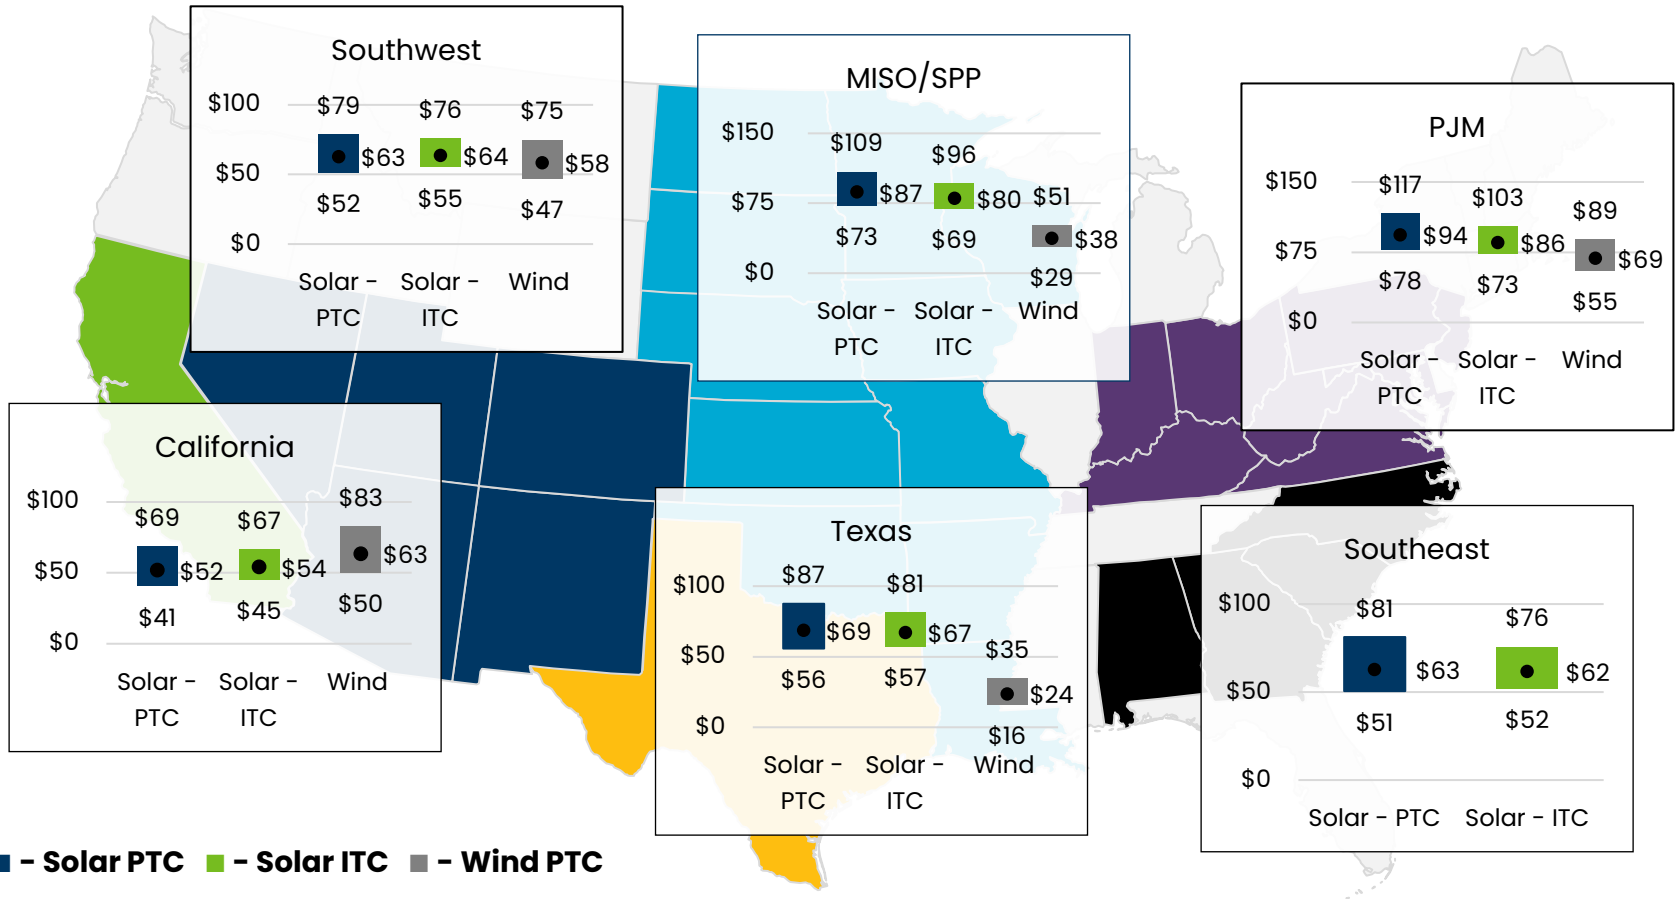 Southwest
$100
$50
$0
$79 $76 $75
$63 $64 $58
$52 $55 $47
Solar - PTC
Solar - ITC
Wind
MISO/SPP
$150
$75
$0
$109 $96 $51
$87 $80 $38
$73 $69 $29
Solar - PTC
Solar - ITC
Wind
PJM
$150
$75
$0
$117 $103 $89
$94 $86 $69
$78 $73 $55
Solar - PTC
Solar - ITC
Wind
California
$100
$50
$0
$69 $67 $83
$52 $54 $63
$41 $45 $50
Solar - PTC
Solar - ITC
Wind
Texas
$100
$50
$0
$87 $81 $35
$69 $67 $24
$56 $57 $16
Solar - PTC
Solar - ITC
Wind
Southeast
$100
$50
$0
$81 $76
$63 $62
$51 $52
Solar - PTC Solar - ITC
- Solar PTC - Solar ITC - Wind PTC